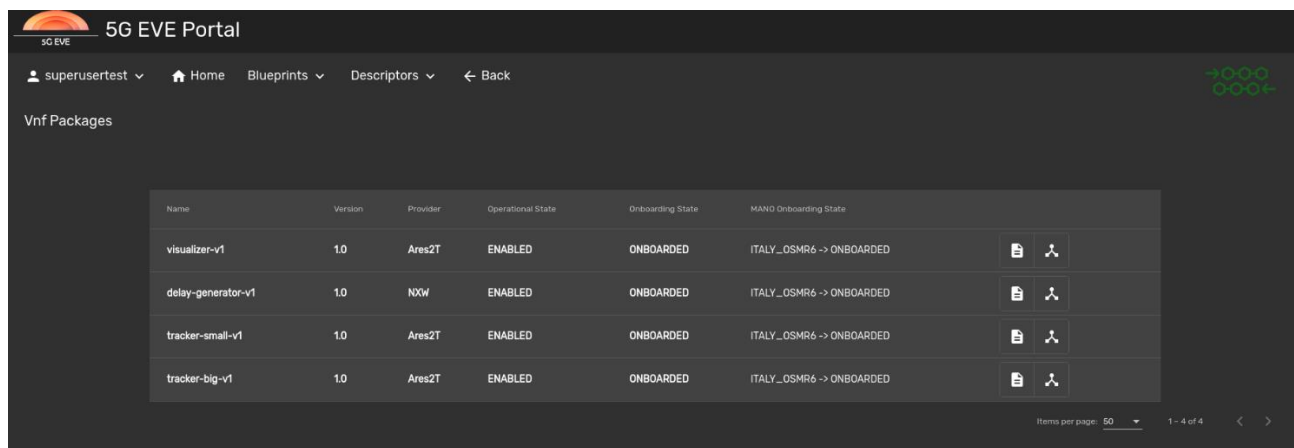 5G EVE
5G EVE Portal
superusertest Home Blueprints Descriptors Back
Vnf Packages
Name Version Provider Operational State Onboarding State MANO Onboarding State
visualizer-v1 1.0 Ares2T ENABLED ONBOARDED ITALY_OSMR6 -> ONBOARDED
delay-generator-v1 1.0 NXW ENABLED ONBOARDED ITALY_OSMR6 -> ONBOARDED
tracker-small-v1 1.0 Ares2T ENABLED ONBOARDED ITALY_OSMR6 -> ONBOARDED
tracker-big-v1 1.0 Ares2T ENABLED ONBOARDED ITALY_OSMR6 -> ONBOARDED
Items per page: 50 1 - 4 of 4